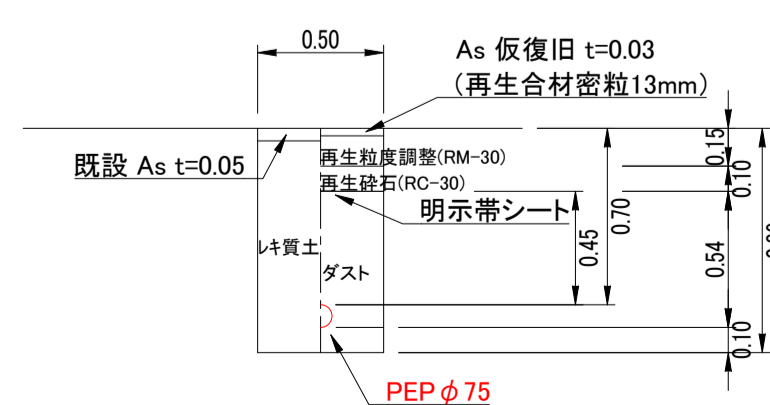 0.50
As 仮復旧 t=0.03
（再生合材密粒13mm）
既設 As t=0.05
再生粒度調整(RM-30)
再生砕石(RC-30)
明示帯シート
レキ質土
ダスト
PEPφ75
0.45
0.70
0.15
0.10
0.54
0.10